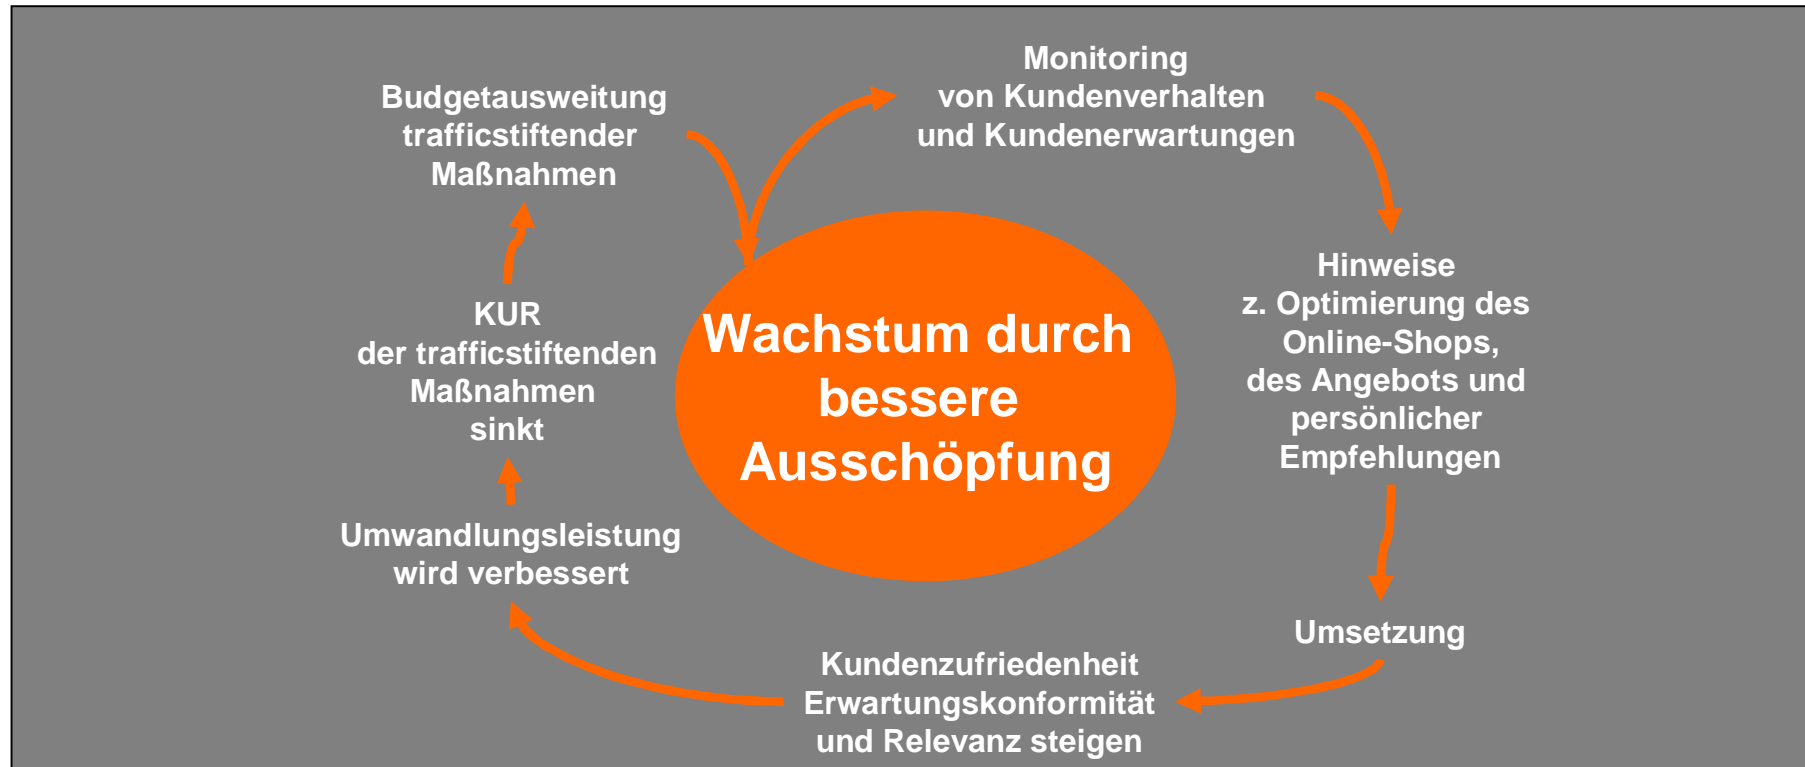 Monitoring
von Kundenverhalten
und Kundenerwartungen
Hinweise
z. Optimierung des
Online-Shops,
des Angebots und
persönlicher
Empfehlungen
Umsetzung
Kundenzufriedenheit
Erwartungskonformität
und Relevanz steigen
Umwandlungsleistung
wird verbessert
KUR
der trafficstiftenden
Maßnahmen
sinkt
Budgetausweitung
trafficstiftender
Maßnahmen
Wachstum durch
bessere
Ausschöpfung